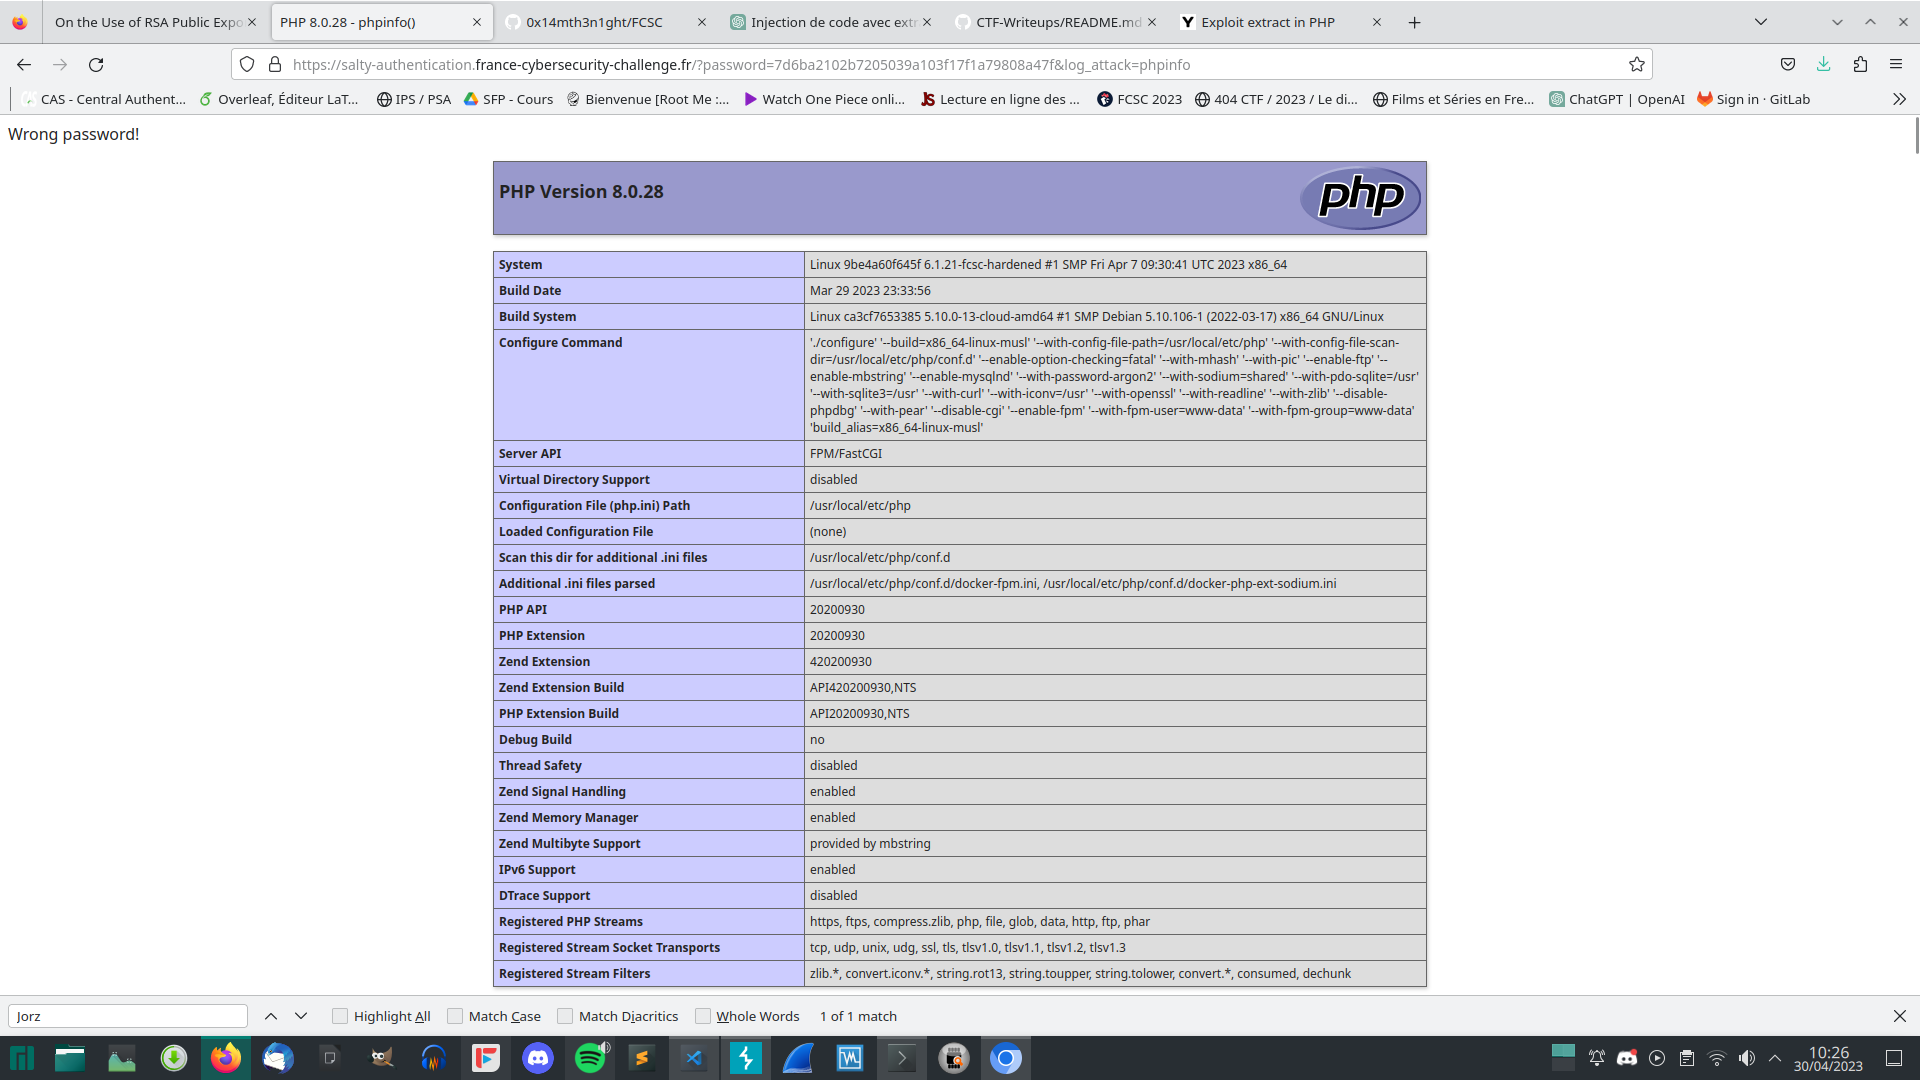 On the Use of RSA Public Expo
PHP 8.0.28 - phpinfo()
0x14mth3n1ght/FCSC
Injection de code avec extr
CTF-Writeups/README.md
Exploit extract in PHP
https://salty-authentication.france-cybersecurity-challenge.fr/?password=7d6ba2102b7205039a103f17f1a79808a47f&log_attack=phpinfo
CAS - Central Authent...
Overleaf, Éditeur LaT...
IPS / PSA
SFP - Cours
Bienvenue [Root Me :...
Watch One Piece onli...
Lecture en ligne des ...
FCSC 2023
404 CTF / 2023 / Le di...
Films et Séries en Fre...
ChatGPT | OpenAI
Sign in · GitLab
Wrong password!
PHP Version 8.0.28
php
System Linux 9be4a60f645f 6.1.21-fcsc-hardened #1 SMP Fri Apr 7 09:30:41 UTC 2023 x86_64
Build Date Mar 29 2023 23:33:56
Build System Linux ca3cf7653385 5.10.0-13-cloud-amd64 #1 SMP Debian 5.10.106-1 (2022-03-17) x86_64 GNU/Linux
Configure Command './configure' '--build=x86_64-linux-musl' '--with-config-file-path=/usr/local/etc/php' '--with-config-file-scan-
dir=/usr/local/etc/php/conf.d' '--enable-option-checking=fatal' '--with-mhash' '--with-pic' '--enable-ftp' '--
enable-mbstring' '--enable-mysqlnd' '--with-password-argon2' '--with-sodium=shared' '--with-pdo-sqlite=/usr'
'--with-sqlite3=/usr' '--with-curl' '--with-iconv=/usr' '--with-openssl' '--with-readline' '--with-zlib' '--disable-
phpdbg' '--with-pear' '--disable-cgi' '--enable-fpm' '--with-fpm-user=www-data' '--with-fpm-group=www-data'
'build_alias=x86_64-linux-musl'
Server API FPM/FastCGI
Virtual Directory Support disabled
Configuration File (php.ini) Path /usr/local/etc/php
Loaded Configuration File (none)
Scan this dir for additional .ini files /usr/local/etc/php/conf.d
Additional .ini files parsed /usr/local/etc/php/conf.d/docker-fpm.ini, /usr/local/etc/php/conf.d/docker-php-ext-sodium.ini
PHP API 20200930
PHP Extension 20200930
Zend Extension 420200930
Zend Extension Build API420200930,NTS
PHP Extension Build API20200930,NTS
Debug Build no
Thread Safety disabled
Zend Signal Handling enabled
Zend Memory Manager enabled
Zend Multibyte Support provided by mbstring
IPv6 Support enabled
DTrace Support disabled
Registered PHP Streams https, ftps, compress.zlib, php, file, glob, data, http, ftp, phar
Registered Stream Socket Transports tcp, udp, unix, udg, ssl, tls, tlsv1.0, tlsv1.1, tlsv1.2, tlsv1.3
Registered Stream Filters zlib.*, convert.iconv.*, string.rot13, string.toupper, string.tolower, convert.*, consumed, dechunk
Jorz
Highlight All
Match Case
Match Diacritics
Whole Words
1 of 1 match
10:26
30/04/2023